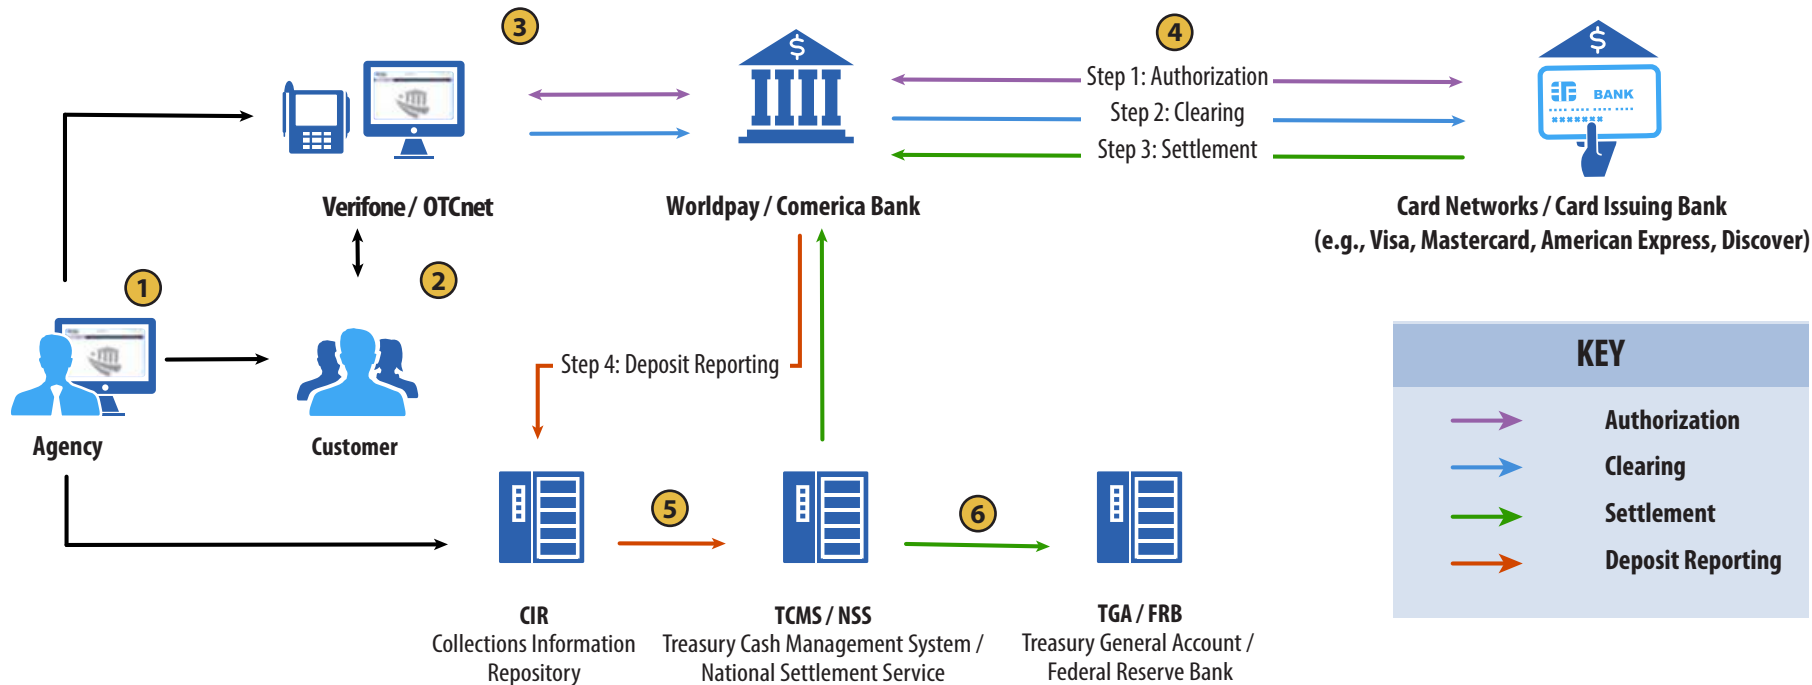 3
4
$
$
Step 1: Authorization
BANK
Step 2: Clearing
xxxxxxx
Step 3: Settlement
Verifone / OTCnet
Worldpay / Comerica Bank
Card Networks / Card Issuing Bank
(e.g., Visa, Mastercard, American Express, Discover)
1
2
Step 4: Deposit Reporting
Agency
Customer
KEY
Authorization
Clearing
Settlement
Deposit Reporting
5
6
CIR
Collections Information
Repository
TCMS / NSS
Treasury Cash Management System /
National Settlement Service
TGA / FRB
Treasury General Account /
Federal Reserve Bank